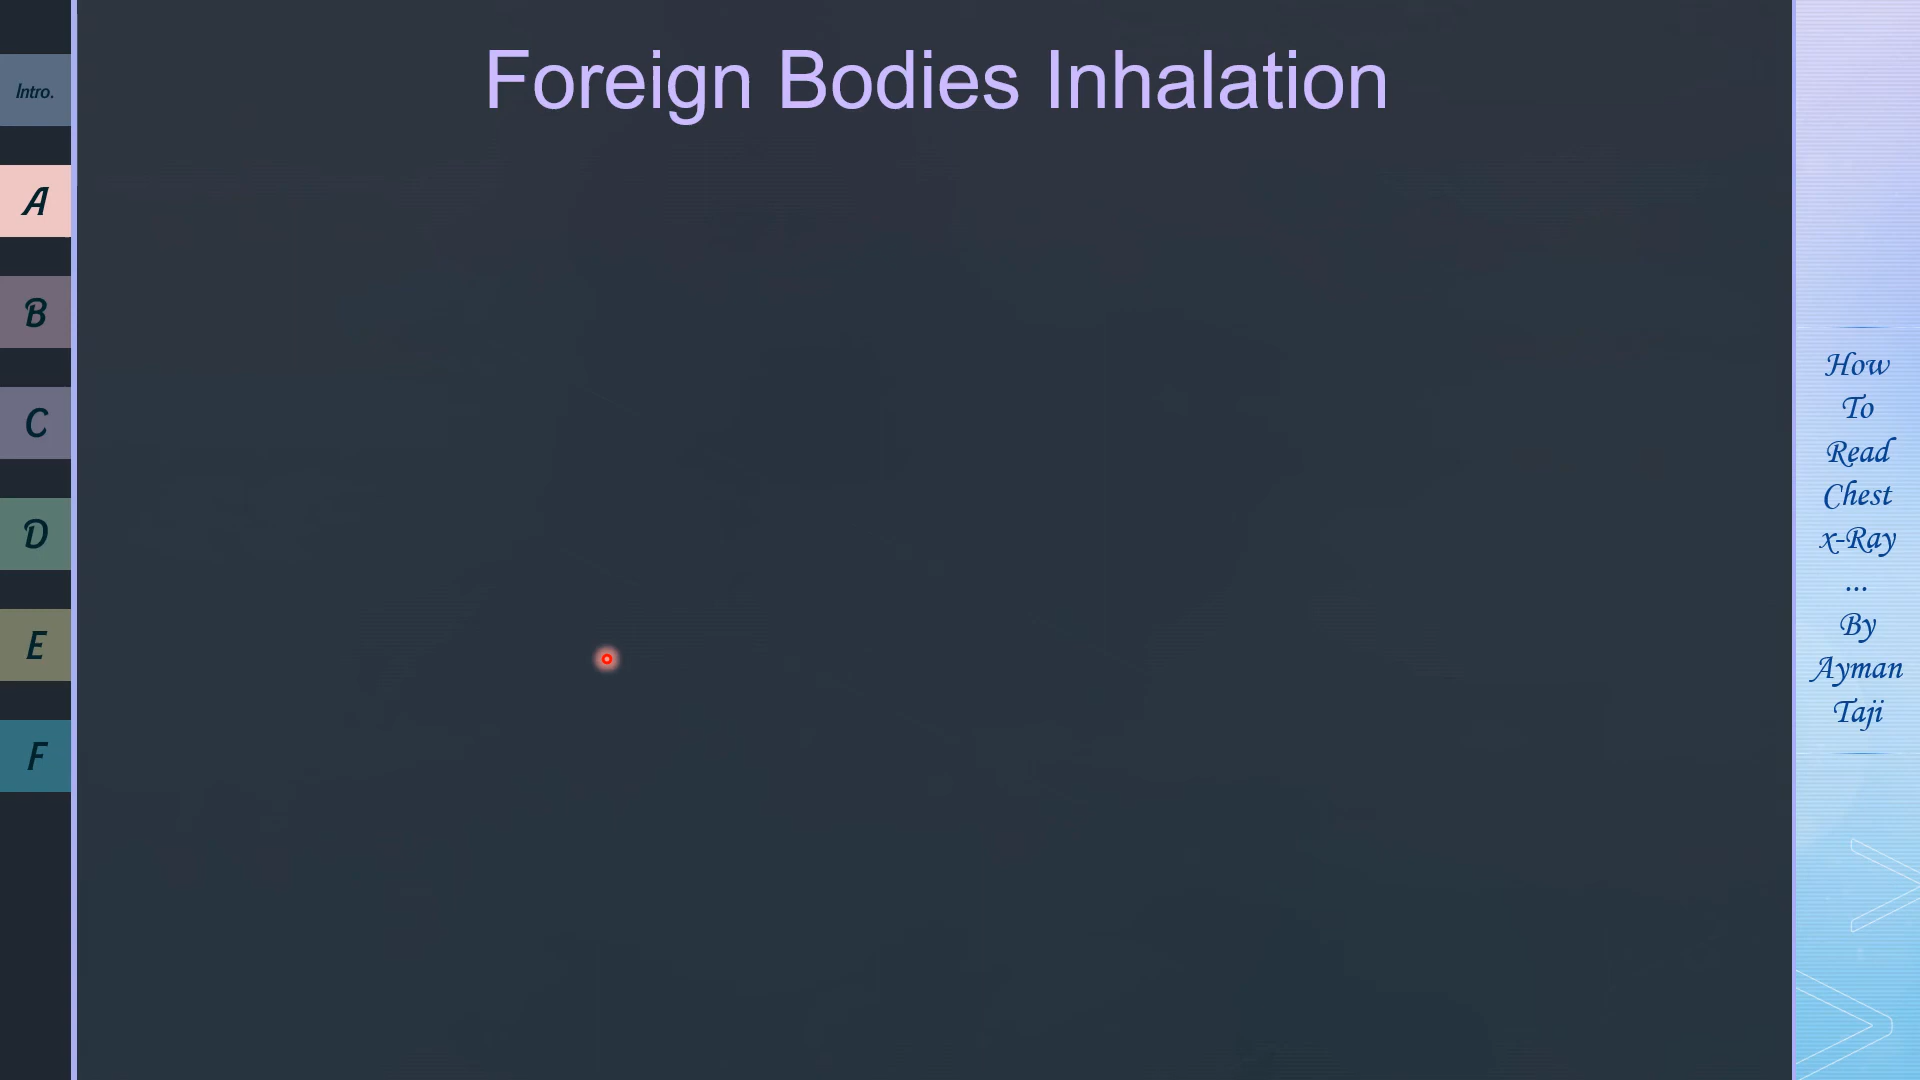 Foreign Bodies Inhalation
Intro.
A
B
C
D
E
F
How
To
Read
Chest
x-Ray
...
By
Ayman
Taji